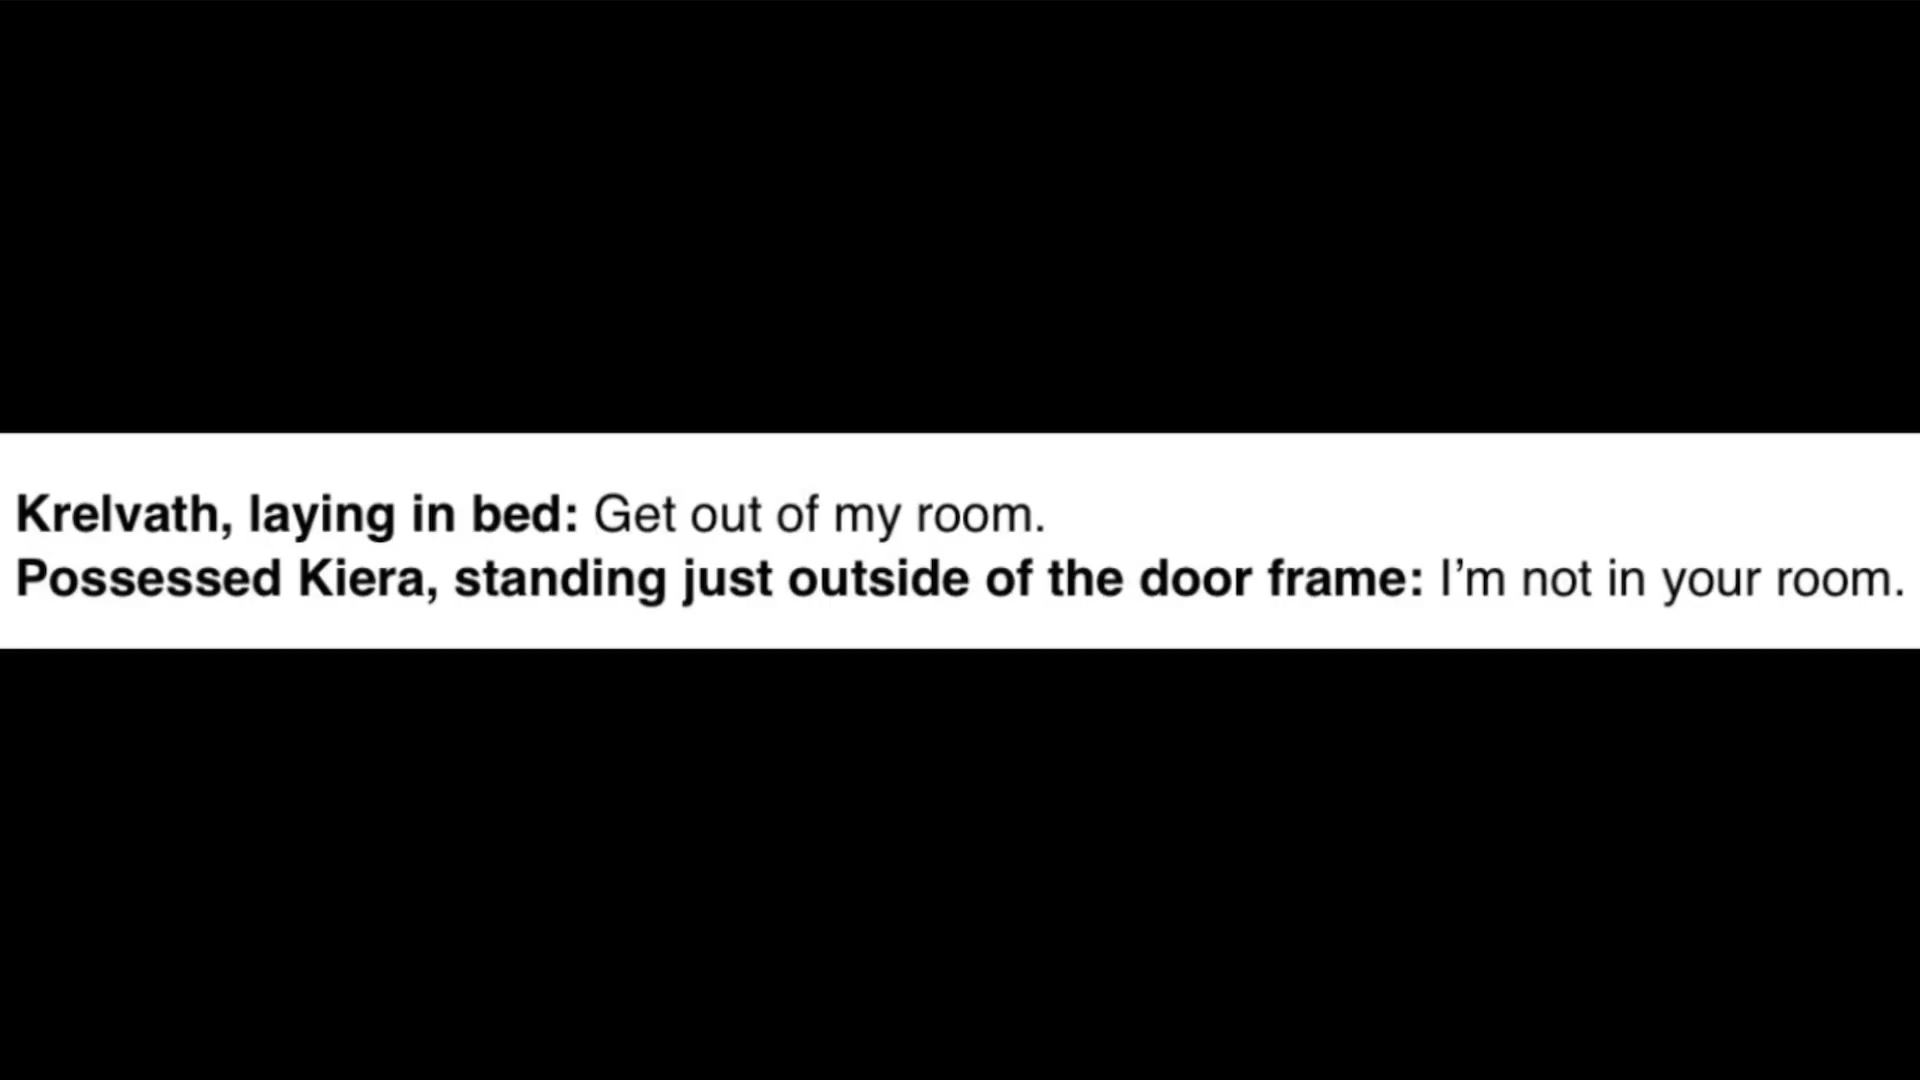 Krelvath, laying in bed: Get out of my room.
Possessed Kiera, standing just outside of the door frame: I’m not in your room.